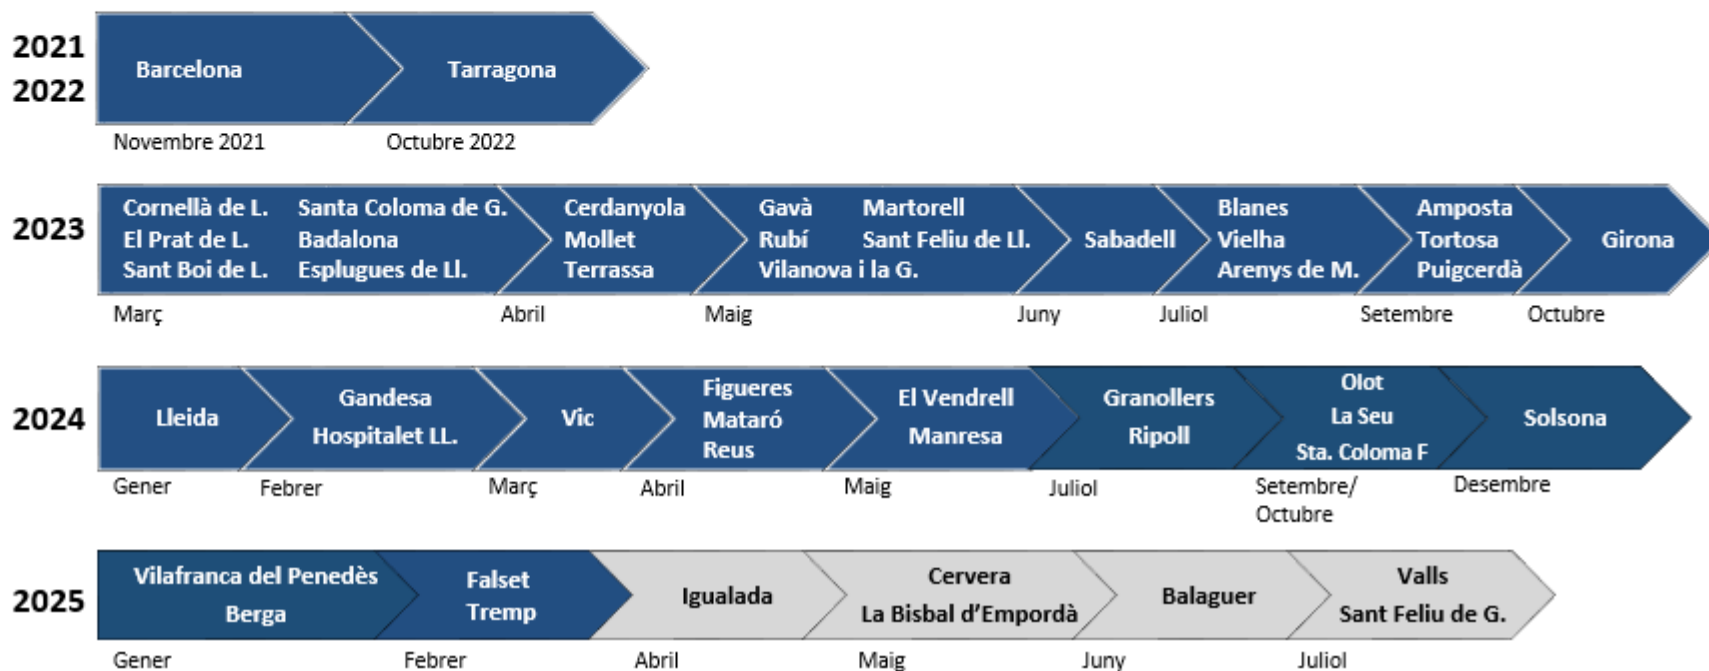 2021
2022
Barcelona
Tarragona
Novembre 2021
Octubre 2022
2023
Cornellà de L.
El Prat de L.
Sant Boi de L.
Santa Coloma de G.
Badalona
Esplugues de Ll.
Cerdanyola
Mollet
Terrassa
Gavà
Rubí
Vilanova i la G.
Martorell
Sant Feliu de Ll.
Sabadell
Blanes
Vielha
Arenys de M.
Amposta
Tortosa
Puigcerdà
Girona
Març
Abril
Maig
Juny
Juliol
Setembre
Octubre
2024
Lleida
Gandesa
Hospitalet LL.
Vic
Figueres
Mataró
Reus
El Vendrell
Manresa
Granollers
Ripoll
Olot
La Seu
Sta. Coloma F
Solsona
Gener
Febrer
Març
Abril
Maig
Juliol
Setembre/
Octubre
Desembre
2025
Vilafranca del Penedès
Berga
Falset
Tremp
Igualada
Cervera
La Bisbal d'Empordà
Balaguer
Valls
Sant Feliu de G.
Gener
Febrer
Abril
Maig
Juny
Juliol